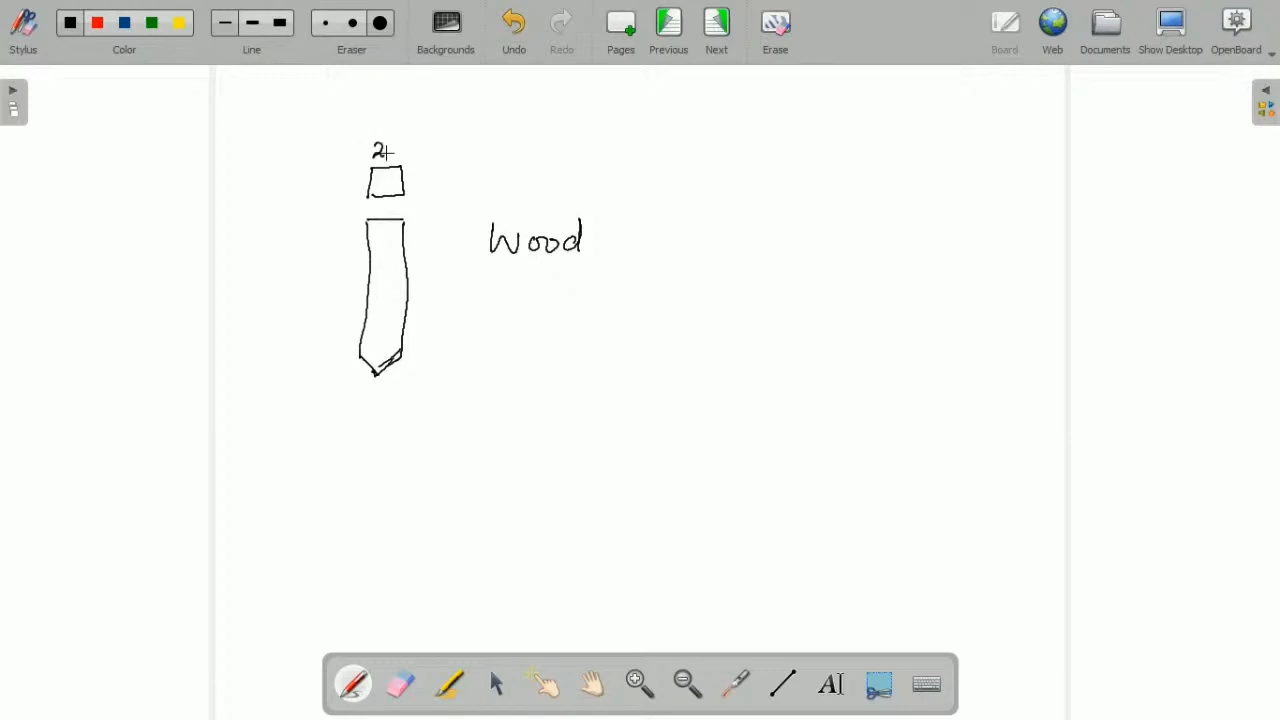 Stylus
Color
Line
Eraser
Backgrounds
Undo
Redo
Pages
Previous
Next
Erase
Board
Web
Documents
Show Desktop
OpenBoard
2
Wood
AI